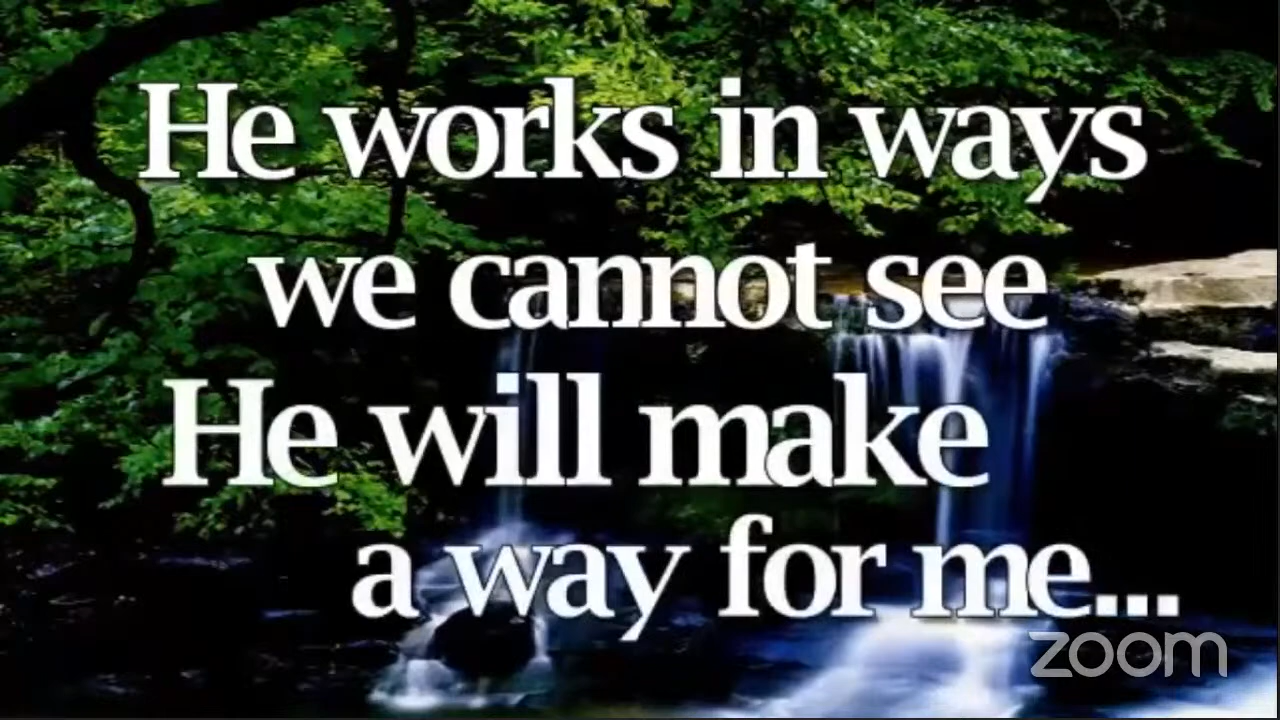 He works in ways
we cannot see
He will make
a way for me...
zoom